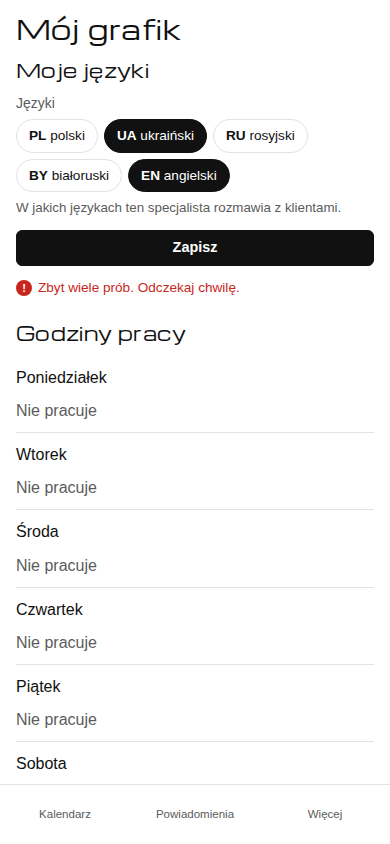 Mój grafik
Moje języki
Języki
PL polski UA ukraiński RU rosyjski
BY białoruski EN angielski
W jakich językach ten specjalista rozmawia z klientami.
Zapisz
! Zbyt wiele prób. Odczekaj chwilę.
Godziny pracy
Poniedziałek
Nie pracuje
Wtorek
Nie pracuje
Środa
Nie pracuje
Czwartek
Nie pracuje
Piątek
Nie pracuje
Sobota
Kalendarz Powiadomienia Więcej